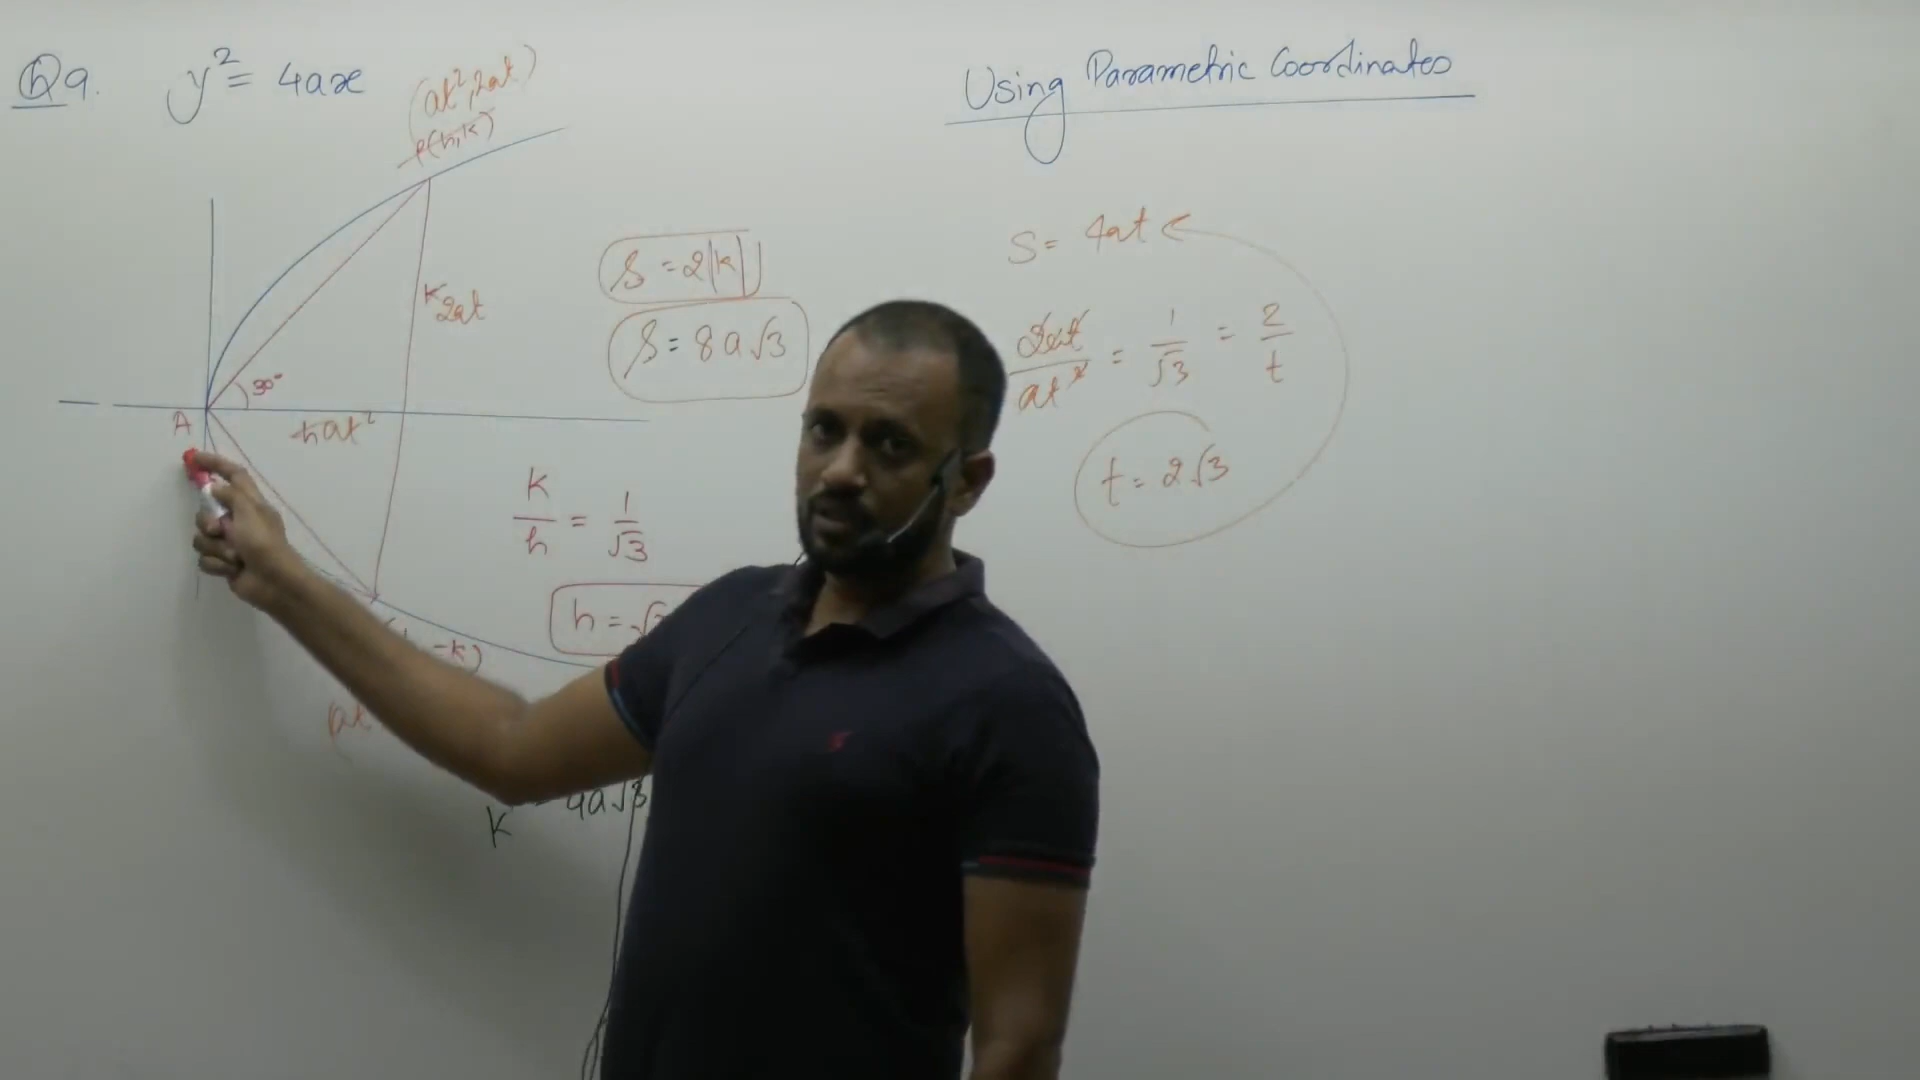 Q9. y² = 4ax
(at², 2at)
P(h,k)
Using Parametric Coordinates
S = 4at
S = 2|k|
K 2at
S = 8a√3
2at/at² = 1/√3 = 2/t
30°
A
h at²
t = 2√3
k/h = 1/√3
h = √
-k)
at
K = 4a√3